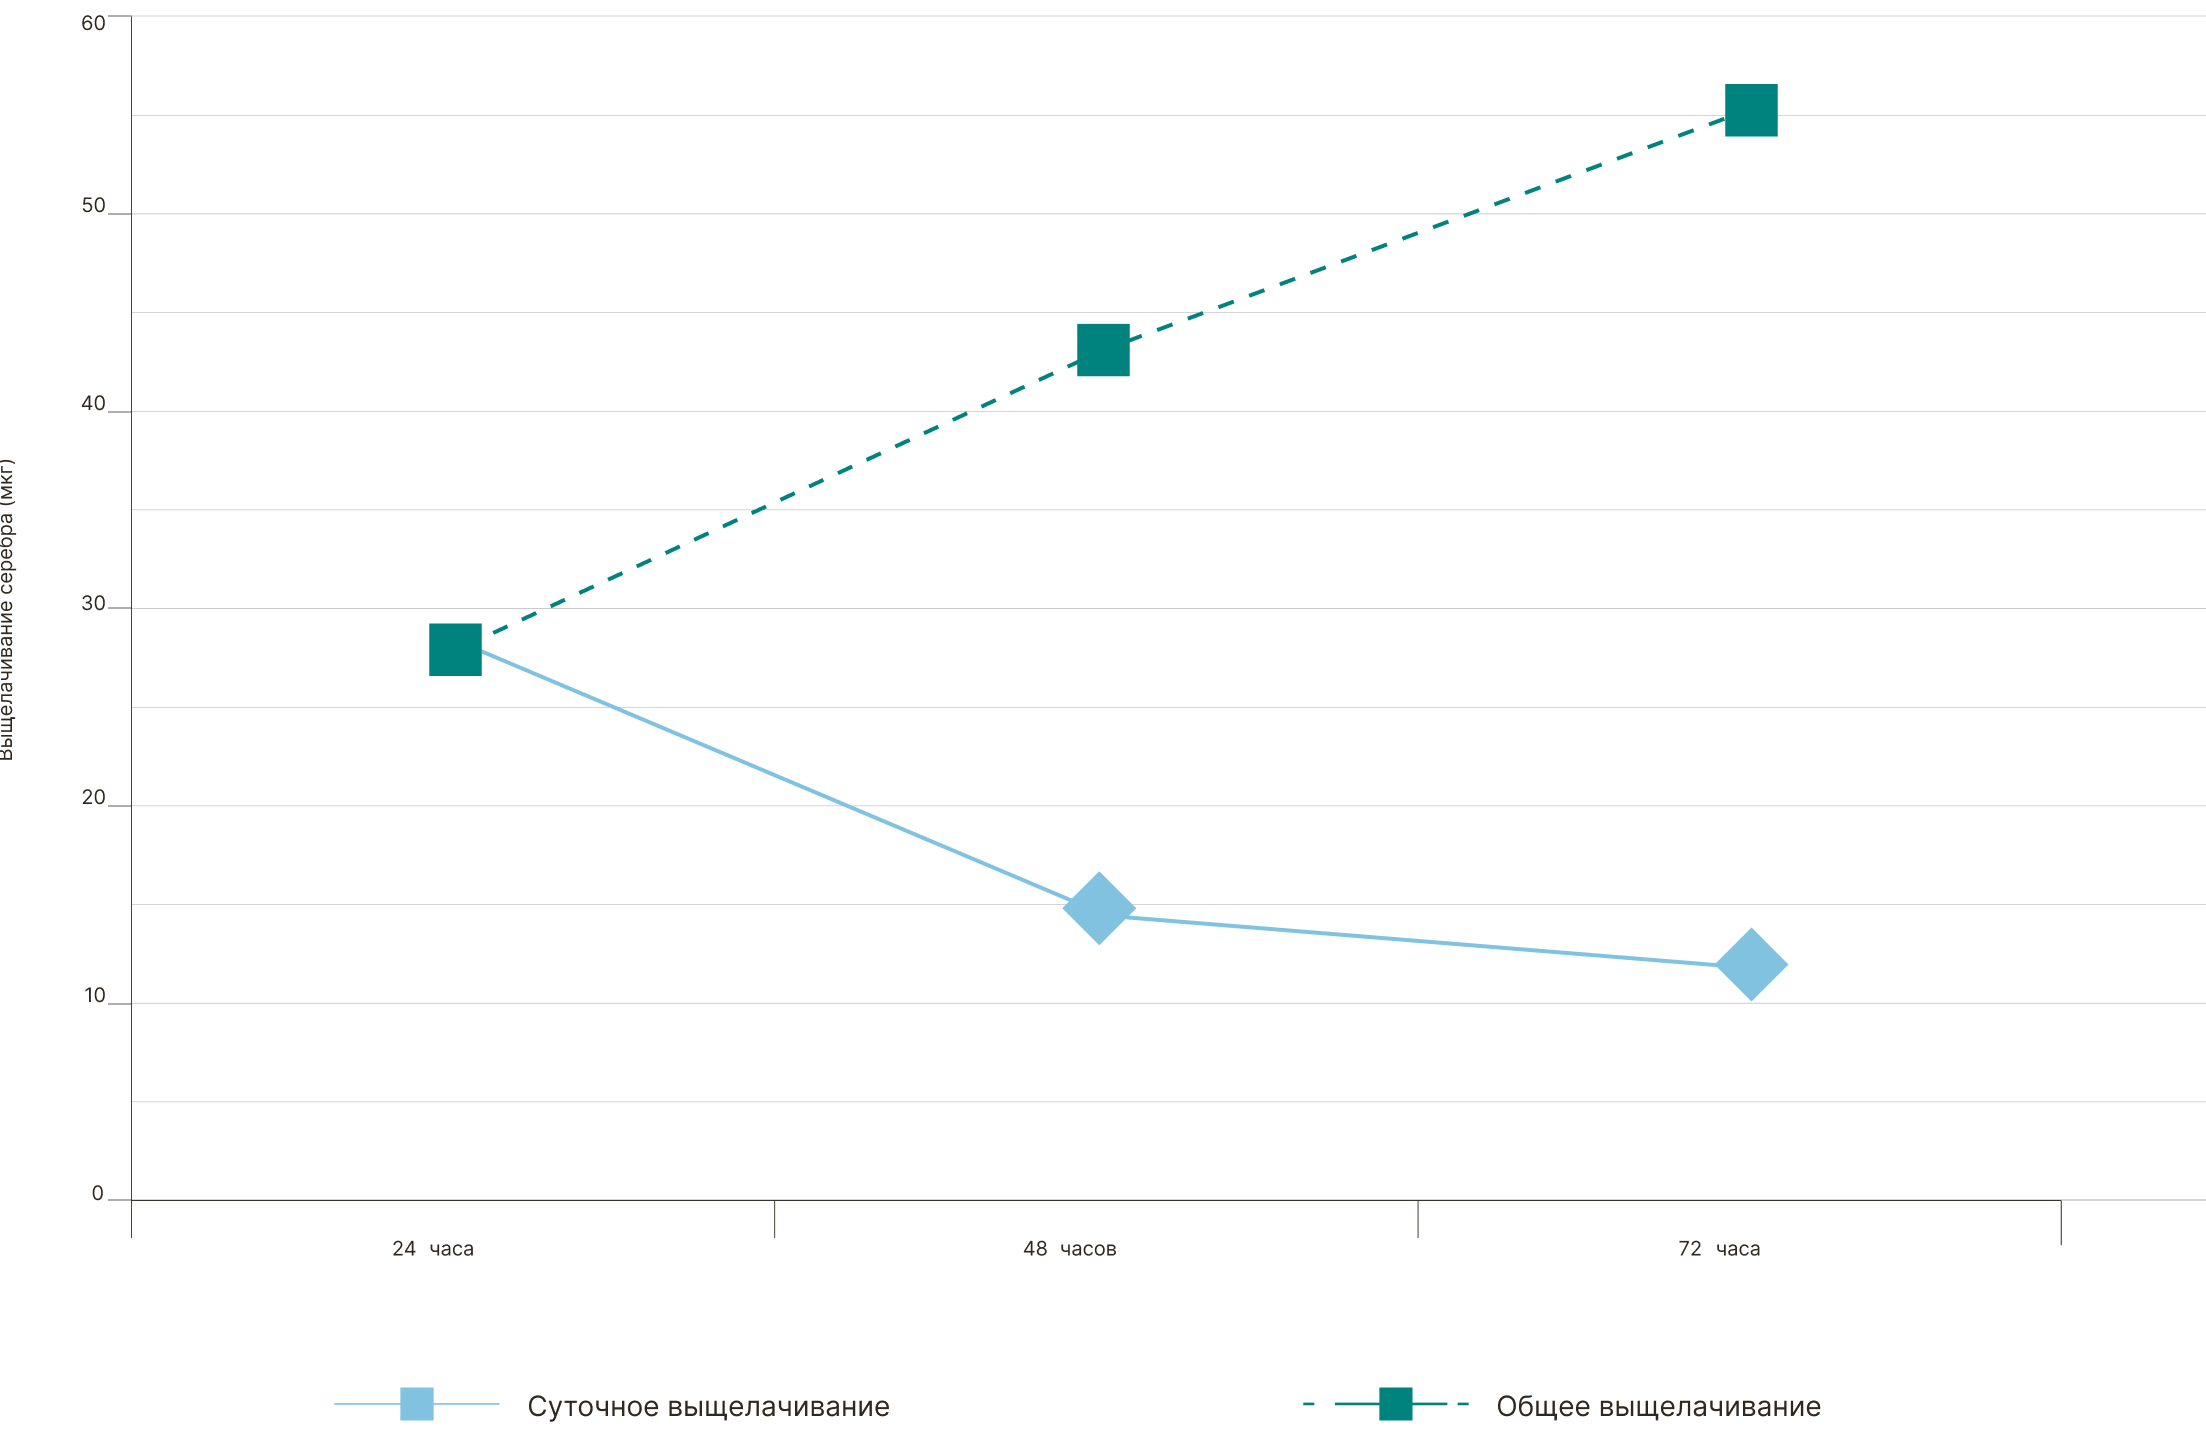 60
50
40
30
20
10
0
Выщелачивание серебра (мкг)
24 часа
48 часов
72 часа
Суточное выщелачивание
Общее выщелачивание